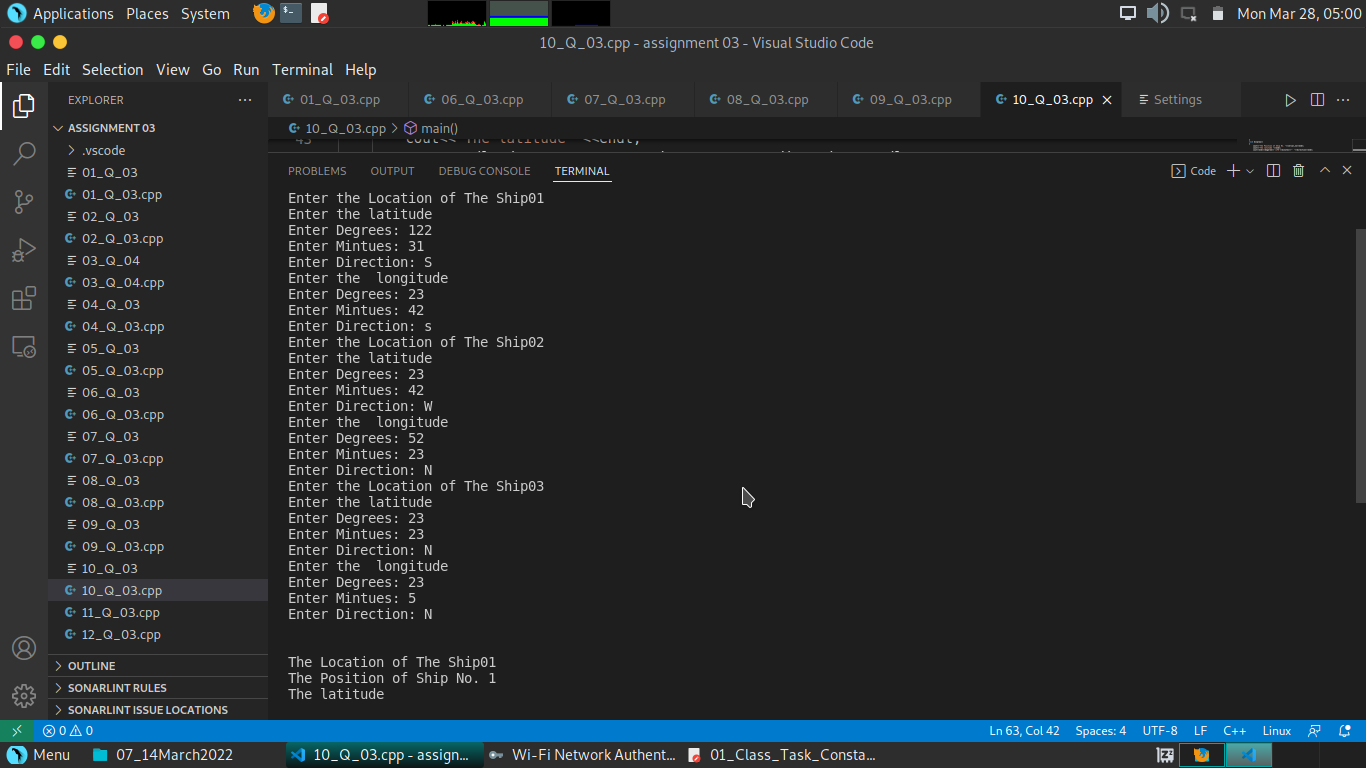 Applications Places System Mon Mar 28, 05:00
10_Q_03.cpp - assignment 03 - Visual Studio Code
File Edit Selection View Go Run Terminal Help
EXPLORER ··· 01_Q_03.cpp 06_Q_03.cpp 07_Q_03.cpp 08_Q_03.cpp 09_Q_03.cpp 10_Q_03.cpp Settings ···
10_Q_03.cpp > main()
ASSIGNMENT 03
.vscode
01_Q_03
01_Q_03.cpp
02_Q_03
02_Q_03.cpp
03_Q_04
03_Q_04.cpp
04_Q_03
04_Q_03.cpp
05_Q_03
05_Q_03.cpp
06_Q_03
06_Q_03.cpp
07_Q_03
07_Q_03.cpp
08_Q_03
08_Q_03.cpp
09_Q_03
09_Q_03.cpp
10_Q_03
10_Q_03.cpp
11_Q_03.cpp
12_Q_03.cpp
OUTLINE
SONARLINT RULES
SONARLINT ISSUE LOCATIONS
PROBLEMS OUTPUT DEBUG CONSOLE TERMINAL Code
Enter the Location of The Ship01
Enter the latitude
Enter Degrees: 122
Enter Mintues: 31
Enter Direction: S
Enter the  longitude
Enter Degrees: 23
Enter Mintues: 42
Enter Direction: s
Enter the Location of The Ship02
Enter the latitude
Enter Degrees: 23
Enter Mintues: 42
Enter Direction: W
Enter the  longitude
Enter Degrees: 52
Enter Mintues: 23
Enter Direction: N
Enter the Location of The Ship03
Enter the latitude
Enter Degrees: 23
Enter Mintues: 23
Enter Direction: N
Enter the  longitude
Enter Degrees: 23
Enter Mintues: 5
Enter Direction: N
The Location of The Ship01
The Position of Ship No. 1
The latitude
0 0 Ln 63, Col 42 Spaces: 4 UTF-8 LF C++ Linux
Menu 07_14March2022 10_Q_03.cpp - assign... Wi-Fi Network Authent... 01_Class_Task_Consta...